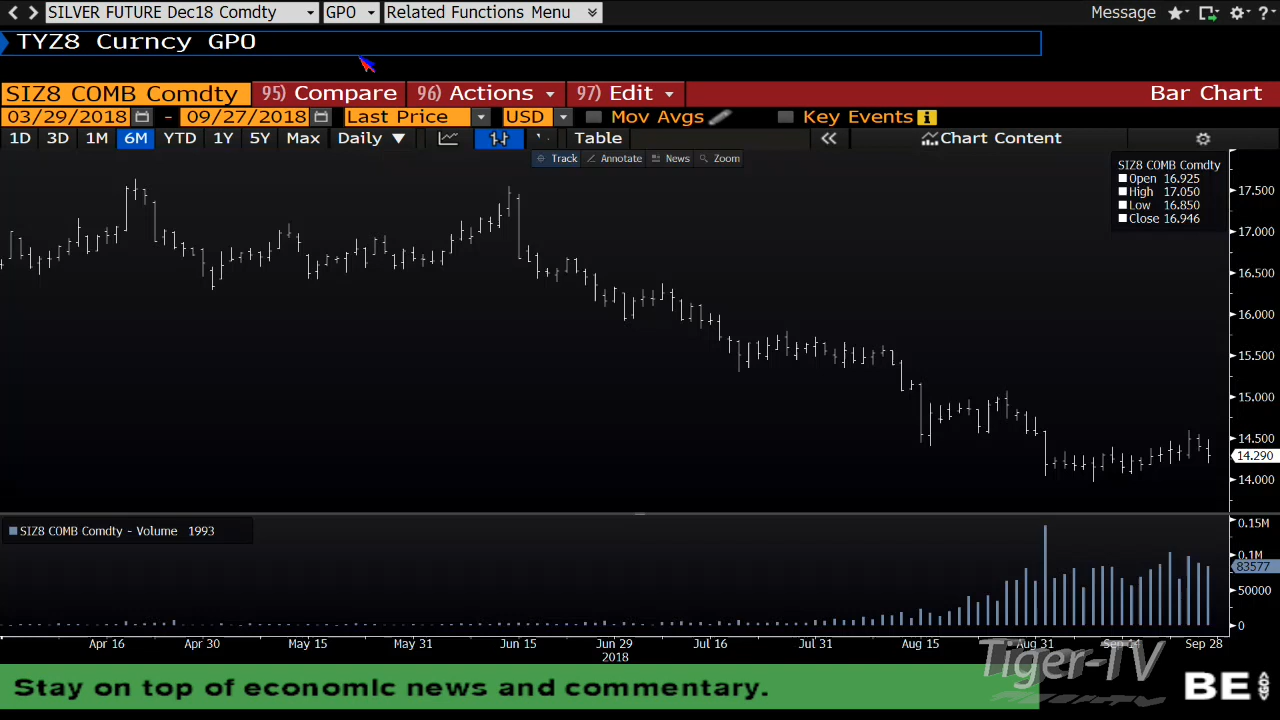 SILVER FUTURE Dec18 Comdty GPO Related Functions Menu Message
TYZ8 Curncy GPO
SIZ8 COMB Comdty 95) Compare 96) Actions 97) Edit Bar Chart
03/29/2018 - 09/27/2018 Last Price USD Mov Avgs Key Events
1D 3D 1M 6M YTD 1Y 5Y Max Daily ▼ Table Chart Content
Track Annotate News Zoom
SIZ8 COMB Comdty
Open 16.925
High 17.050
Low 16.850
Close 16.946
17.500
17.000
16.500
16.000
15.500
15.000
14.500
14.290
14.000
SIZ8 COMB Comdty - Volume 1993
0.15M
0.1M
83577
50000
0
Apr 16 Apr 30 May 15 May 31 Jun 15 Jun 29 Jul 16 Jul 31 Aug 15 Aug 31 Sep 14 Sep 28
2018
Tiger-TV
Stay on top of economic news and commentary.
BE <GO>